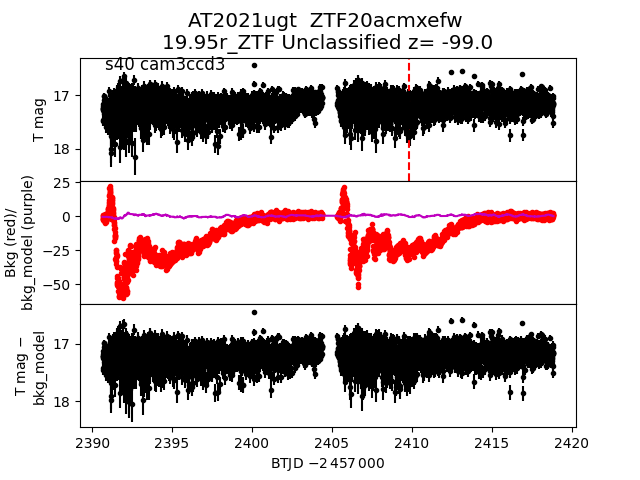 AT2021ugt  ZTF20acmxefw
19.95r_ZTF Unclassified z= -99.0
s40 cam3ccd3
T mag
17
18
Bkg (red)/
bkg_model (purple)
25
0
−25
−50
T mag −
bkg_model
17
18
2390
2395
2400
2405
2410
2415
2420
BTJD −2 457 000